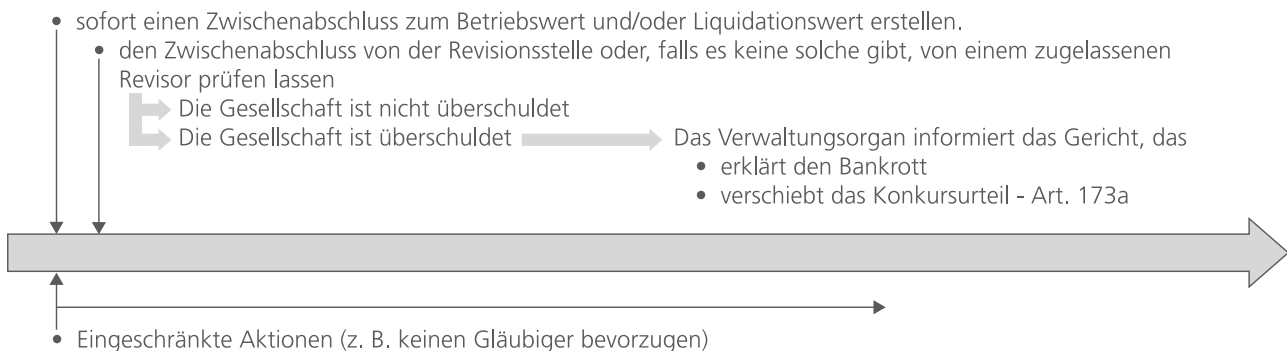 • sofort einen Zwischenabschluss zum Betriebswert und/oder Liquidationswert erstellen.
• den Zwischenabschluss von der Revisionsstelle oder, falls es keine solche gibt, von einem zugelassenen
Revisor prüfen lassen
Die Gesellschaft ist nicht überschuldet
Die Gesellschaft ist überschuldet
Das Verwaltungsorgan informiert das Gericht, das
• erklärt den Bankrott
• verschiebt das Konkursurteil - Art. 173a
• Eingeschränkte Aktionen (z. B. keinen Gläubiger bevorzugen)